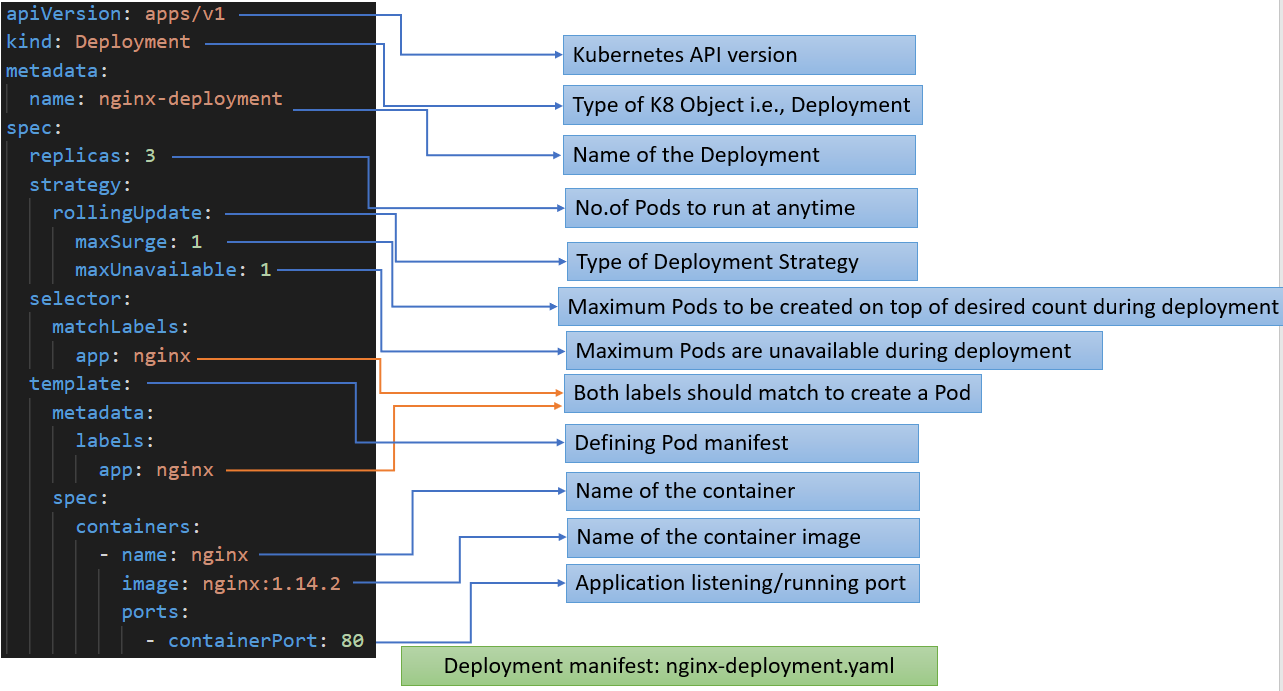 apiVersion: apps/v1
kind: Deployment
metadata:
  name: nginx-deployment
spec:
  replicas: 3
  strategy:
    rollingUpdate:
      maxSurge: 1
      maxUnavailable: 1
  selector:
    matchLabels:
      app: nginx
  template:
    metadata:
      labels:
        app: nginx
    spec:
      containers:
        - name: nginx
          image: nginx:1.14.2
          ports:
            - containerPort: 80
Kubernetes API version
Type of K8 Object i.e., Deployment
Name of the Deployment
No.of Pods to run at anytime
Type of Deployment Strategy
Maximum Pods to be created on top of desired count during deployment
Maximum Pods are unavailable during deployment
Both labels should match to create a Pod
Defining Pod manifest
Name of the container
Name of the container image
Application listening/running port
Deployment manifest: nginx-deployment.yaml